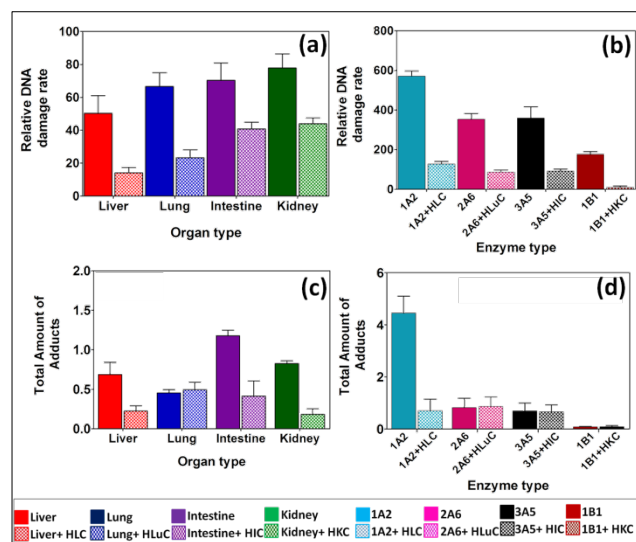 (a)
Relative DNA
damage rate
100
80
60
40
20
0
Liver
Lung
Intestine
Kidney
Organ type
(b)
Relative DNA
damage rate
800
600
400
200
0
1A2
1A2+HLC
2A6
2A6+HLuC
3A5
3A5+HIC
1B1
1B1+HKC
Enzyme type
(c)
Total Amount of
Adducts
2.0
1.5
1.0
0.5
0.0
Liver
Lung
Intestine
Kidney
Organ type
(d)
Total Amount of
Adducts
6
4
2
0
1A2
1A2+HLC
2A6
2A6+HLuC
3A5
3A5+HIC
1B1
1B1+HKC
Enzyme type
Liver Lung Intestine Kidney 1A2 2A6 3A5 1B1
Liver+ HLC Lung+ HLuC Intestine+ HIC Kidney+ HKC 1A2+ HLC 2A6+ HLuC 3A5+ HIC 1B1+ HKC